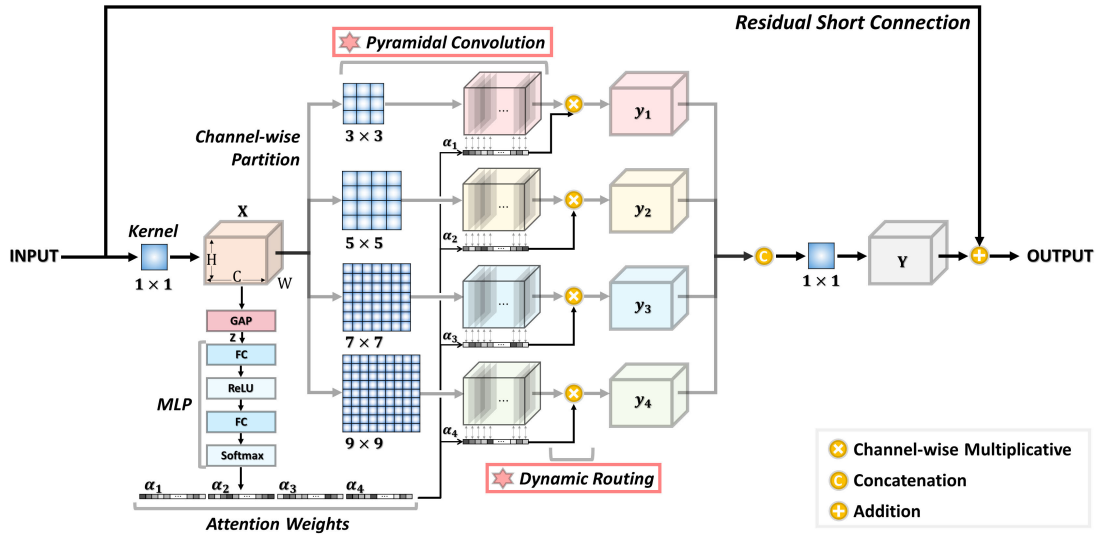 Residual Short Connection
Pyramidal Convolution
Channel-wise
Partition
3 × 3
...
α1
...
y1
5 × 5
...
α2
...
y2
7 × 7
...
α3
...
y3
9 × 9
...
α4
...
y4
INPUT
Kernel
1 × 1
X
H
C
W
GAP
Z
MLP
FC
ReLU
FC
Softmax
α1 α2 α3 α4
... ... ... ...
Attention Weights
Dynamic Routing
C
1 × 1
Y
OUTPUT
Channel-wise Multiplicative
C Concatenation
Addition